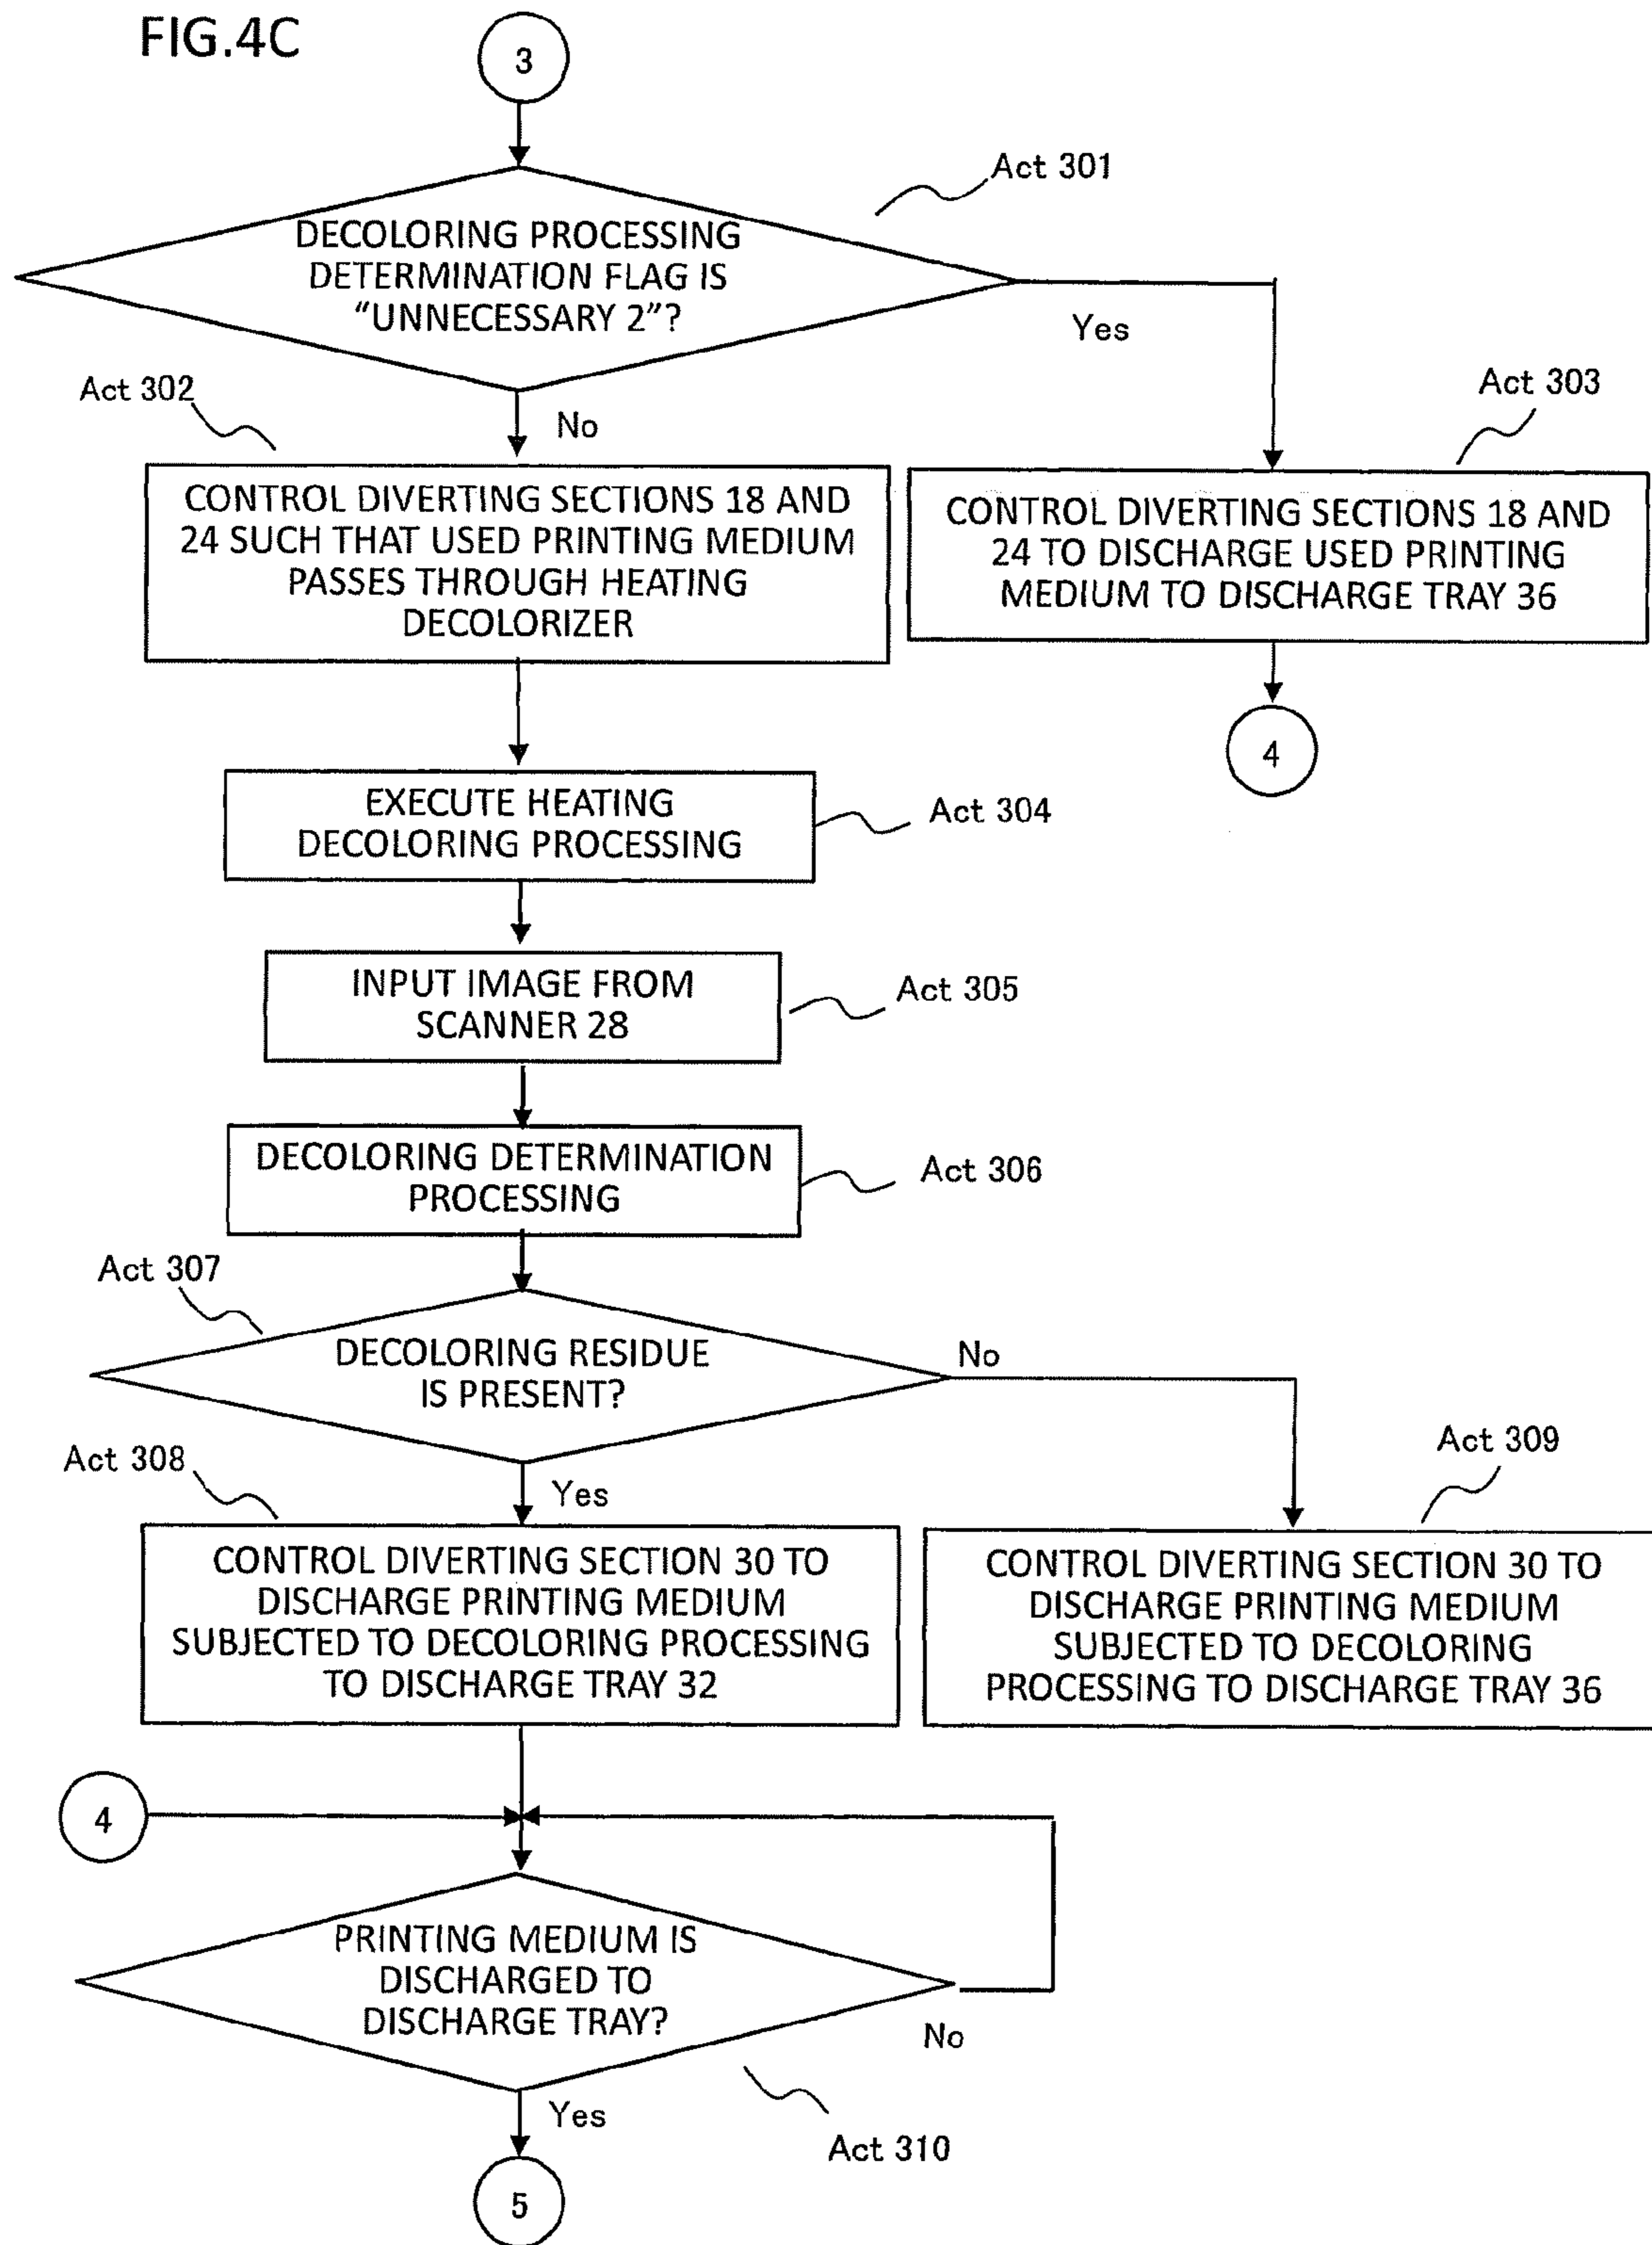 FIG.4C
3
Act 301
DECOLORING PROCESSING
DETERMINATION FLAG IS
“UNNECESSARY 2”?
Yes
No
Act 302
CONTROL DIVERTING SECTIONS 18 AND
24 SUCH THAT USED PRINTING MEDIUM
PASSES THROUGH HEATING
DECOLORIZER
Act 303
CONTROL DIVERTING SECTIONS 18 AND
24 TO DISCHARGE USED PRINTING
MEDIUM TO DISCHARGE TRAY 36
4
EXECUTE HEATING
DECOLORING PROCESSING
Act 304
INPUT IMAGE FROM
SCANNER 28
Act 305
DECOLORING DETERMINATION
PROCESSING
Act 306
Act 307
DECOLORING RESIDUE
IS PRESENT?
No
Yes
Act 308
CONTROL DIVERTING SECTION 30 TO
DISCHARGE PRINTING MEDIUM
SUBJECTED TO DECOLORING PROCESSING
TO DISCHARGE TRAY 32
Act 309
CONTROL DIVERTING SECTION 30 TO
DISCHARGE PRINTING MEDIUM
SUBJECTED TO DECOLORING
PROCESSING TO DISCHARGE TRAY 36
4
PRINTING MEDIUM IS
DISCHARGED TO
DISCHARGE TRAY?
No
Yes
Act 310
5